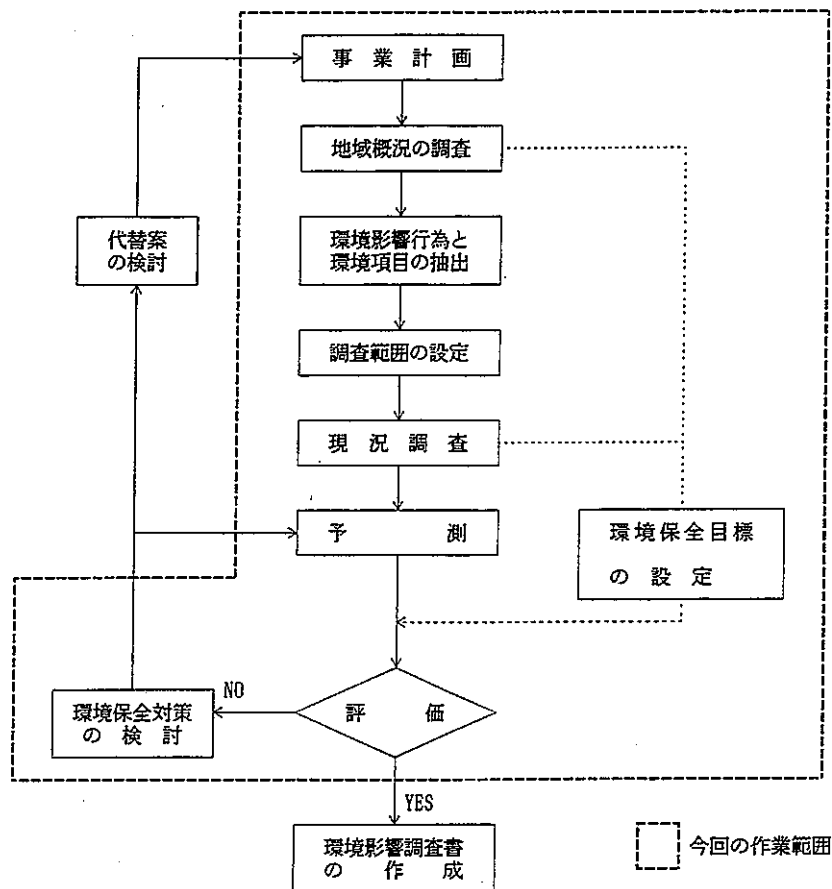 事業計画
地域概況の調査
代替案
の検討
環境影響行為と
環境項目の抽出
調査範囲の設定
現況調査
予測
環境保全目標
の設定
NO
環境保全対策
の検討
評価
YES
環境影響調査書
の作成
今回の作業範囲